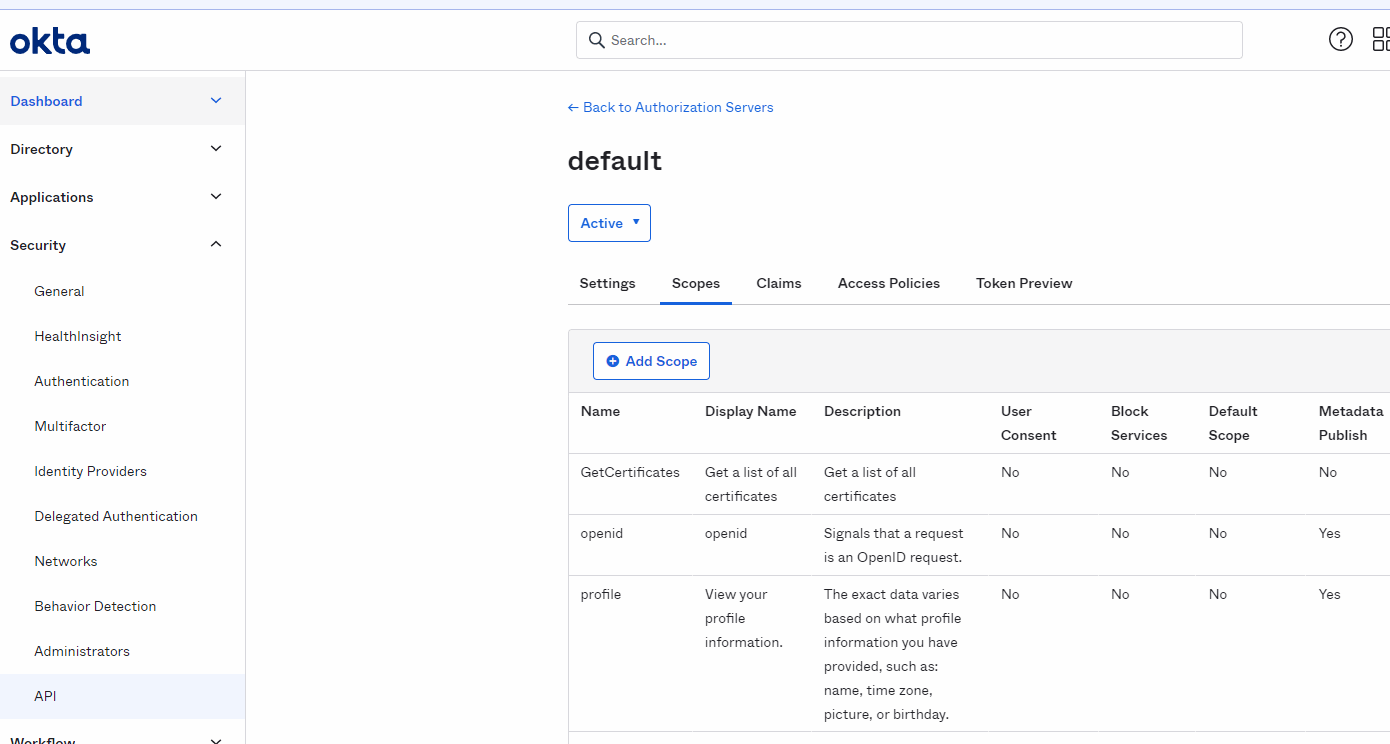 okta
Search...
Dashboard
Directory
Applications
Security
General
HealthInsight
Authentication
Multifactor
Identity Providers
Delegated Authentication
Networks
Behavior Detection
Administrators
API
Workflow
← Back to Authorization Servers
default
Active
Settings Scopes Claims Access Policies Token Preview
Add Scope
Name Display Name Description User Block Default Metadata
Consent Services Scope Publish
GetCertificates Get a list of all Get a list of all No No No No
certificates certificates
openid openid Signals that a request No No No Yes
is an OpenID request.
profile View your The exact data varies No No No Yes
profile based on what profile
information. information you have
provided, such as:
name, time zone,
picture, or birthday.